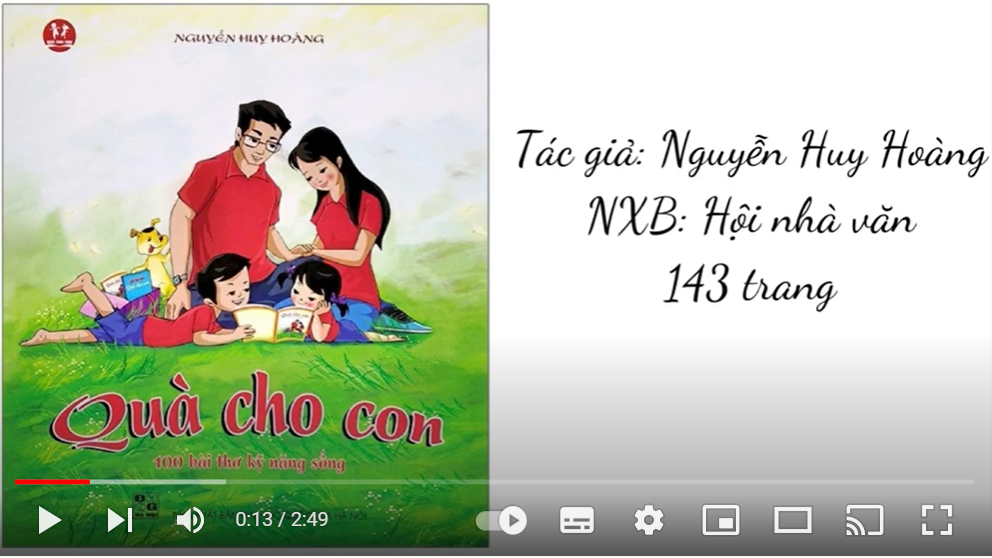 NGUYỄN HUY HOÀNG
Tác giả: Nguyễn Huy Hoàng
NXB: Hội nhà văn
143 trang
Quà cho con
100 bài thơ kỹ năng sống
0:13 / 2:49